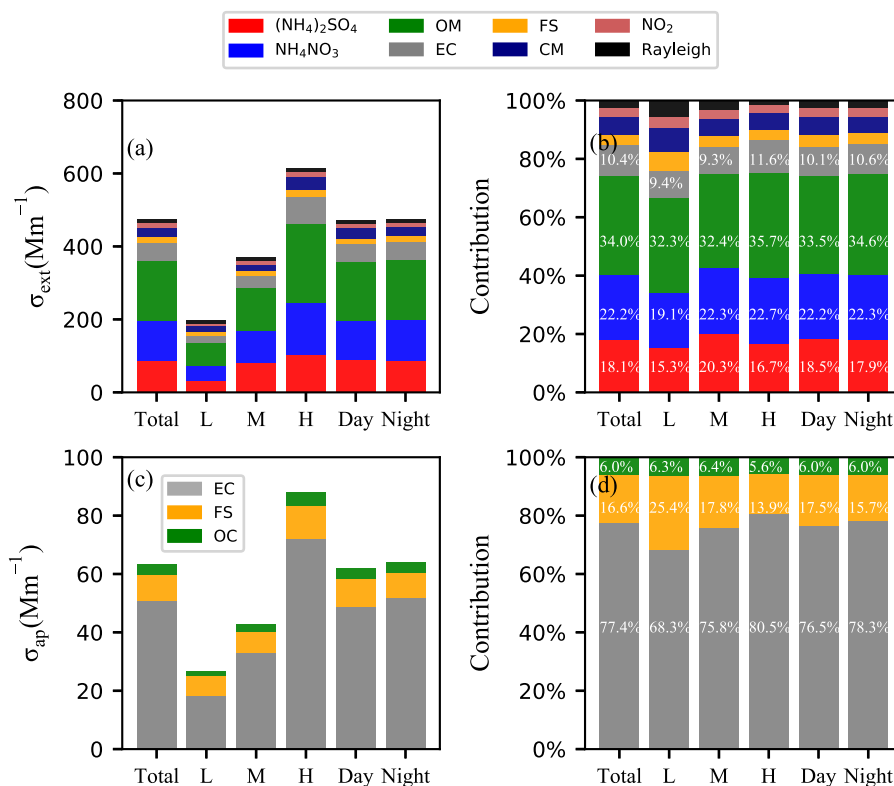 (NH₄)₂SO₄ OM FS NO₂
NH₄NO₃ EC CM Rayleigh
(a)
800
600
400
200
0
σ_ext(Mm⁻¹)
Total L M H Day Night
(b)
100%
80%
60%
40%
20%
0%
Contribution
10.4% 9.4% 9.3% 11.6% 10.1% 10.6%
34.0% 32.3% 32.4% 35.7% 33.5% 34.6%
22.2% 19.1% 22.3% 22.7% 22.2% 22.3%
18.1% 15.3% 20.3% 16.7% 18.5% 17.9%
Total L M H Day Night
(c)
EC
FS
OC
100
80
60
40
20
0
σ_ap(Mm⁻¹)
Total L M H Day Night
(d)
100%
80%
60%
40%
20%
0%
Contribution
6.0% 6.3% 6.4% 5.6% 6.0% 6.0%
16.6% 25.4% 17.8% 13.9% 17.5% 15.7%
77.4% 68.3% 75.8% 80.5% 76.5% 78.3%
Total L M H Day Night